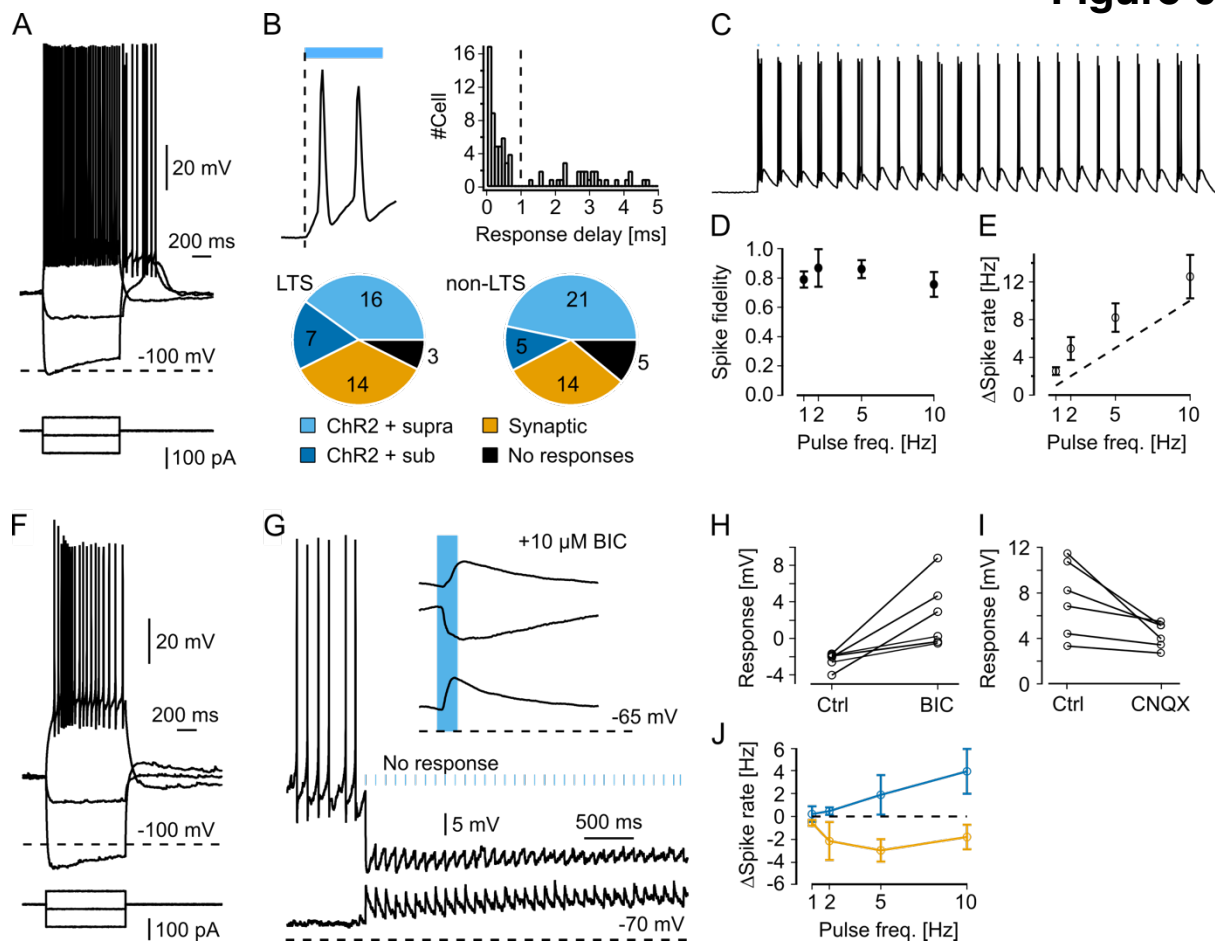 Figure
A
20 mV
200 ms
-100 mV
100 pA
B
16
12
8
4
0
#Cell
0 1 2 3 4 5
Response delay [ms]
LTS
16
7
14
3
non-LTS
21
5
14
5
ChR2 + supra
ChR2 + sub
Synaptic
No responses
C
D
1.0
0.8
0.6
0.4
0.2
0.0
Spike fidelity
1 2 5 10
Pulse freq. [Hz]
E
12
8
4
0
ΔSpike rate [Hz]
1 2 5 10
Pulse freq. [Hz]
F
20 mV
200 ms
-100 mV
100 pA
G
+10 µM BIC
-65 mV
No response
5 mV
500 ms
-70 mV
H
8
4
0
-4
Response [mV]
Ctrl BIC
I
12
9
6
3
0
Response [mV]
Ctrl CNQX
J
6
4
2
0
-2
-4
-6
ΔSpike rate [Hz]
1 2 5 10
Pulse freq. [Hz]